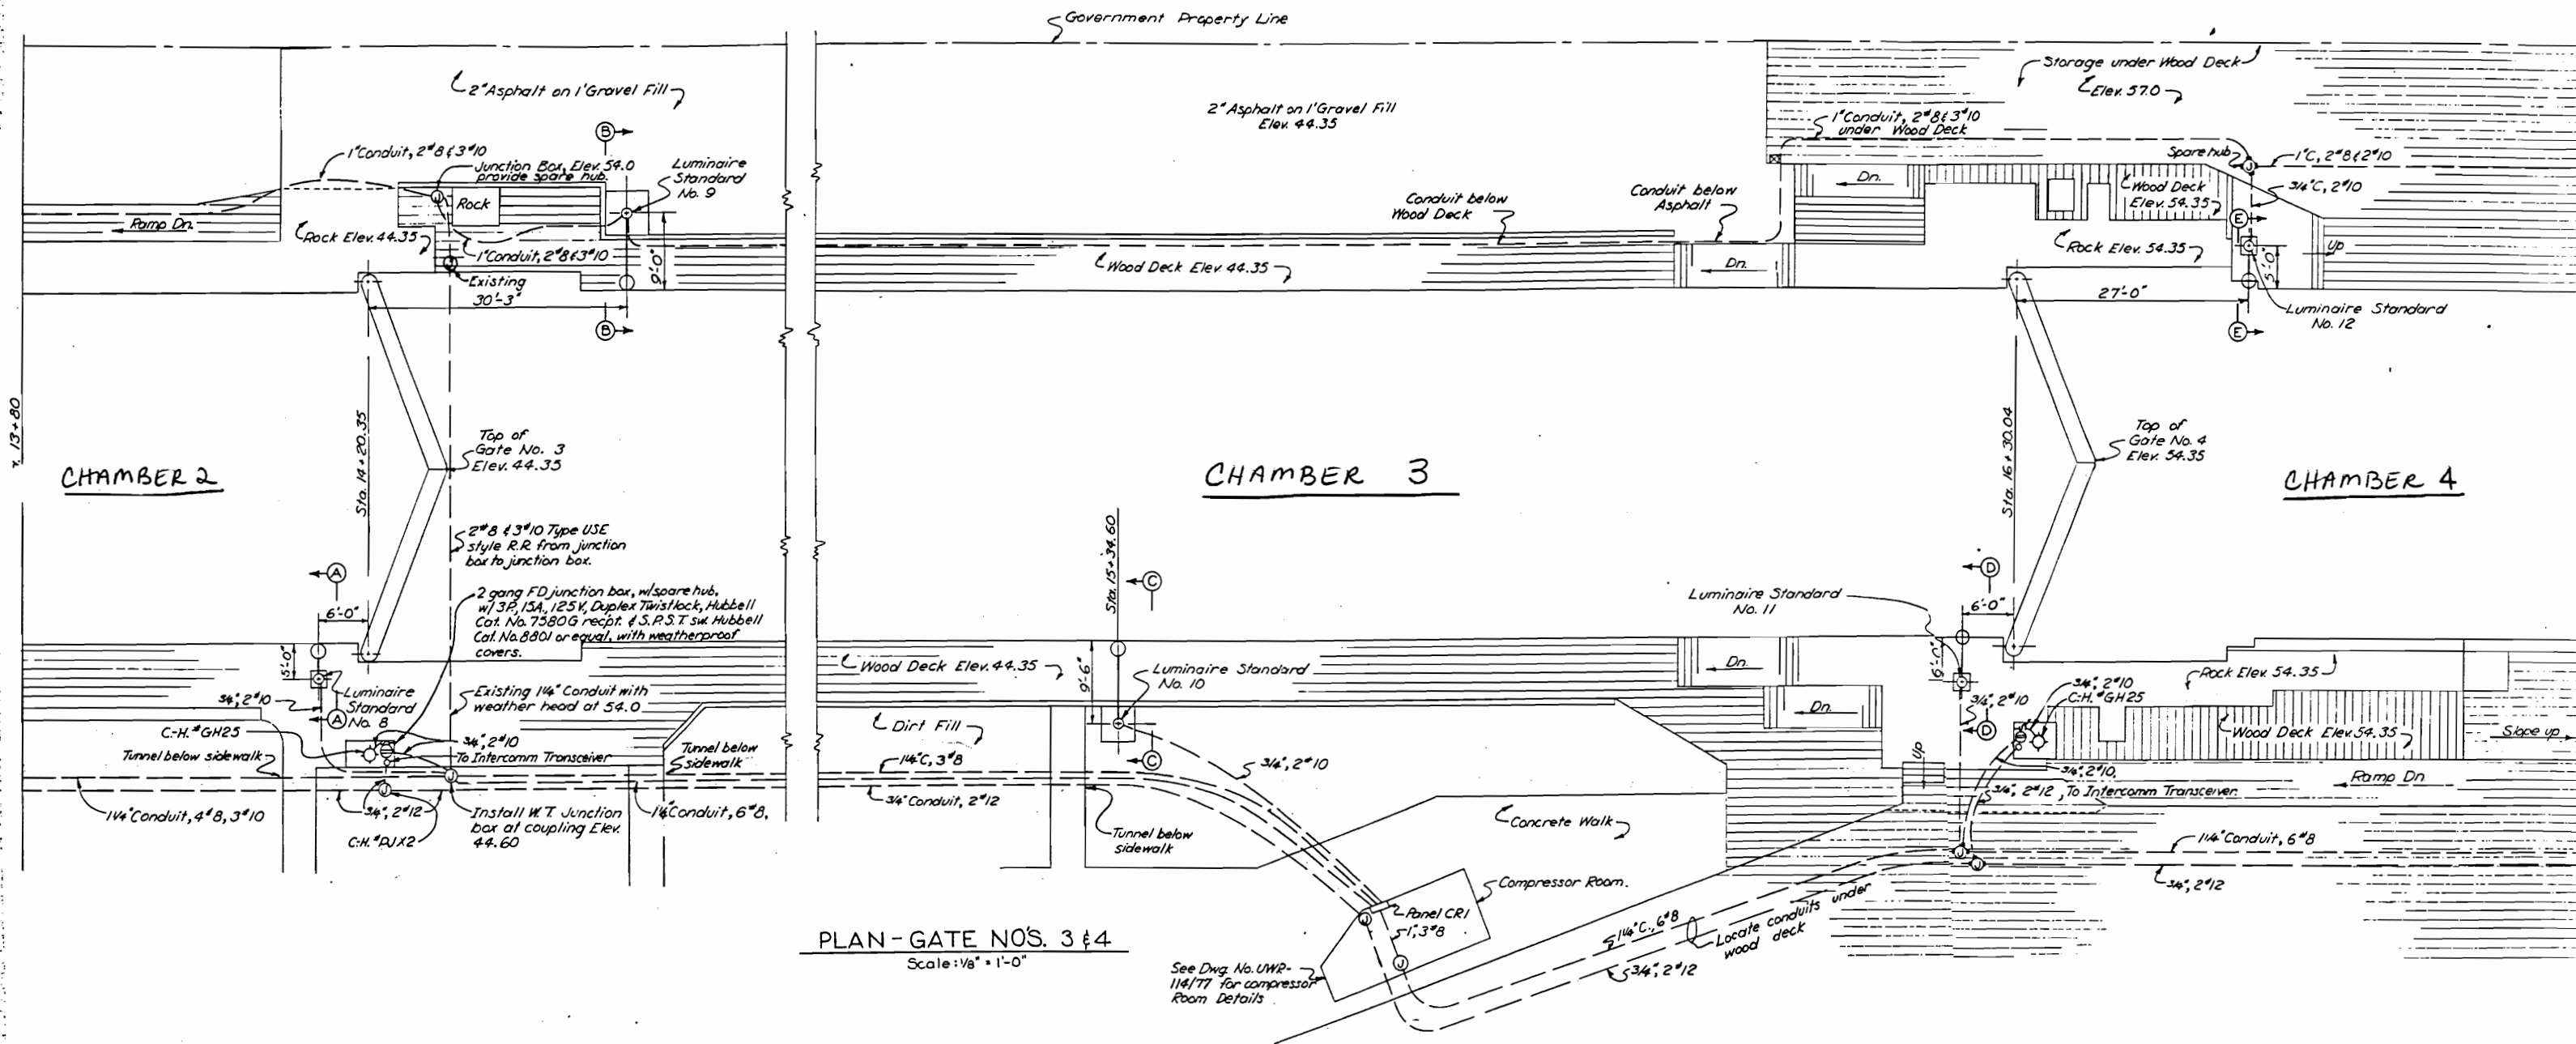 Government Property Line
2" Asphalt on 1' Gravel Fill
2" Asphalt on 1' Gravel Fill
Elev. 44.35
Storage under Wood Deck
Elev. 57.0
1" Conduit, 2#8 & 3#10
under Wood Deck
1" Conduit, 2#8 & 3#10
Junction Box, Elev. 54.0
provide spare hub.
B
Luminaire
Standard
No. 9
Rock
Ramp Dn.
Rock Elev. 44.35
1" Conduit, 2#8 & 3#10
Existing
30'-3"
9'-0"
B
Wood Deck Elev. 44.35
Conduit below
Wood Deck
Conduit below
Asphalt
Dn.
Dn.
Spare hub
J
1"C, 2#8 & 2#10
3/4"C, 2#10
Wood Deck
Elev. 54.35
E
Rock Elev. 54.35
Up
5'-0"
27'-0"
Luminaire Standard
No. 12
E
13+80
CHAMBER 2
Sta. 14+20.35
Top of
Gate No. 3
Elev. 44.35
CHAMBER 3
Sta. 16+30.04
Top of
Gate No. 4
Elev. 54.35
CHAMBER 4
2#8 & 3#10 Type USE
style R.R from junction
box to junction box.
2 gang FD junction box, w/spare hub,
w/3P, 15A., 125V, Duplex Twistlock, Hubbell
Cat. No. 7580G recpt. & S.P.S.T sw. Hubbell
Cat. No. 8801 or equal, with weatherproof
covers.
A
6'-0"
5'-0"
Sta. 15+34.60
C
Luminaire Standard
No. 11
D
6'-0"
6'-0"
3/4", 2#10
Luminaire
Standard
No. 8
A
Existing 1 1/4" Conduit with
weather head at 54.0
C-H. #GH25
3/4", 2#10
To Intercomm Transceiver
Tunnel below sidewalk
Tunnel below
sidewalk
J
J
3/4", 2#12
1 1/4" Conduit, 4#8, 3#10
C-H. #DJX2
Install W.T. Junction
box at coupling Elev.
44.60
1 1/4" Conduit, 6#8,
Wood Deck Elev. 44.35
9'-6"
Luminaire Standard
No. 10
Dirt Fill
C
1 1/4"C, 3#8
3/4" Conduit, 2#12
3/4", 2#10
Tunnel below
sidewalk
Dn.
Dn.
Up
Concrete Walk
3/4", 2#10
D
3/4", 2#10
C-H. #GH25
Rock Elev. 54.35
Wood Deck Elev. 54.35
Slope up
3/4", 2#10
Ramp Dn
3/4", 2#12, To Intercomm Transceiver
1 1/4" Conduit, 6#8
J
J
3/4", 2#12
Compressor Room.
Panel CR1
1", 3#8
J
J
1 1/4"C., 6#8
Locate conduits under
wood deck
3/4", 2#12
See Dwg. No. UWP-
114/77 for compressor
Room Details
PLAN-GATE NO'S. 3 & 4
Scale: 1/8" = 1'-0"